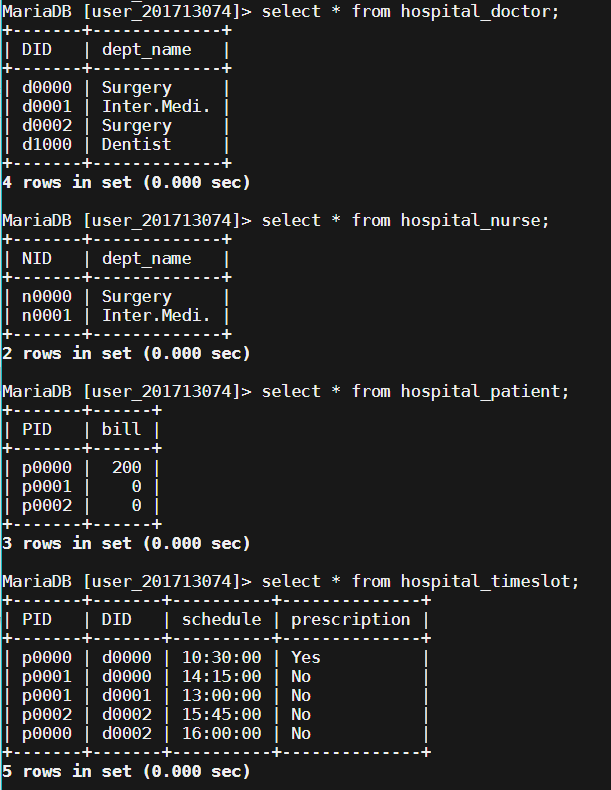 MariaDB [user_201713074]> select * from hospital_doctor;
+-------+-------------+
| DID   | dept_name   |
+-------+-------------+
| d0000 | Surgery     |
| d0001 | Inter.Medi. |
| d0002 | Surgery     |
| d1000 | Dentist     |
+-------+-------------+
4 rows in set (0.000 sec)

MariaDB [user_201713074]> select * from hospital_nurse;
+-------+-------------+
| NID   | dept_name   |
+-------+-------------+
| n0000 | Surgery     |
| n0001 | Inter.Medi. |
+-------+-------------+
2 rows in set (0.000 sec)

MariaDB [user_201713074]> select * from hospital_patient;
+-------+------+
| PID   | bill |
+-------+------+
| p0000 |  200 |
| p0001 |    0 |
| p0002 |    0 |
+-------+------+
3 rows in set (0.000 sec)

MariaDB [user_201713074]> select * from hospital_timeslot;
+-------+-------+----------+--------------+
| PID   | DID   | schedule | prescription |
+-------+-------+----------+--------------+
| p0000 | d0000 | 10:30:00 | Yes          |
| p0001 | d0000 | 14:15:00 | No           |
| p0001 | d0001 | 13:00:00 | No           |
| p0002 | d0002 | 15:45:00 | No           |
| p0000 | d0002 | 16:00:00 | No           |
+-------+-------+----------+--------------+
5 rows in set (0.000 sec)